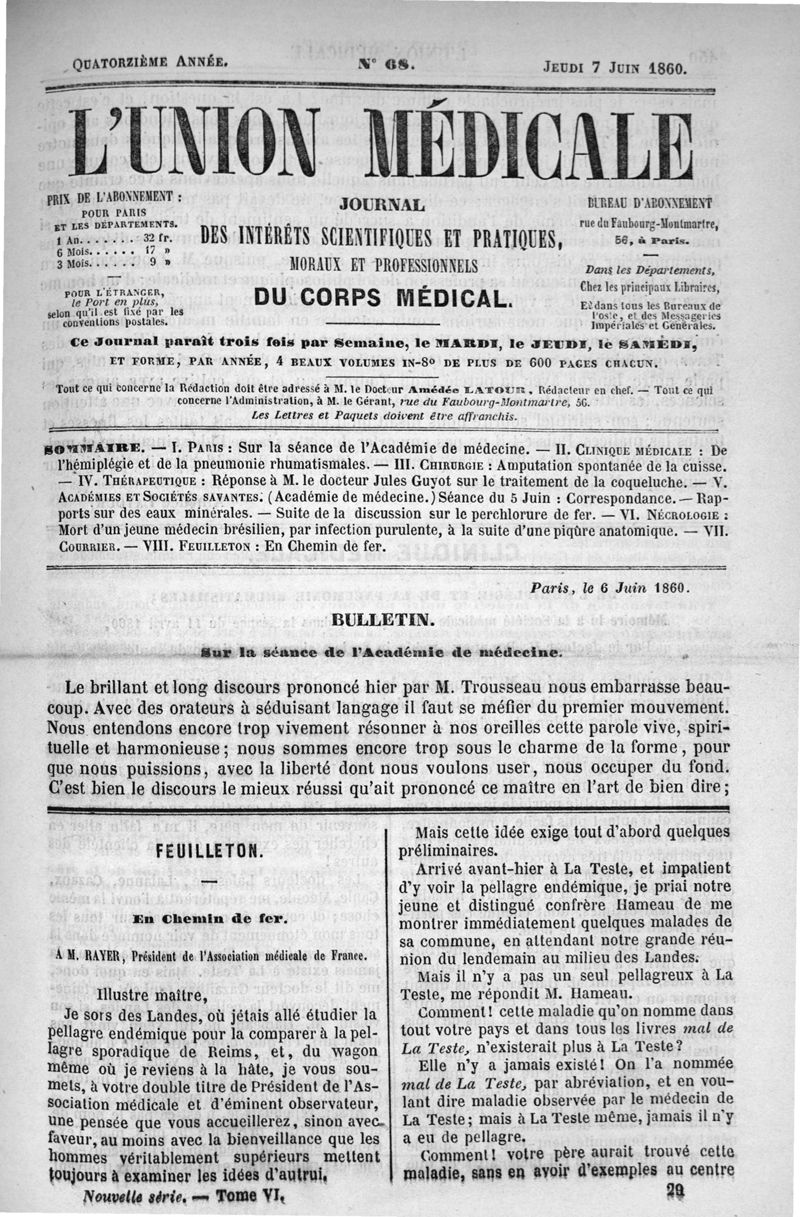 QUATORZIÈME ANNÉE. N° 68. JEUDI 7 JUIN 1860.
L'UNION MÉDICALE
PRIX DE L'ABONNEMENT :
POUR PARIS
ET LES DÉPARTEMENTS.
1 An. . . . . . . 32 fr.
6 Mois. . . . . . 17 »
3 Mois. . . . . . 9 »
—
POUR L'ÉTRANGER,
le Port en plus,
selon qu'il est fixé par les
conventions postales.
JOURNAL
DES INTÉRÊTS SCIENTIFIQUES ET PRATIQUES,
MORAUX ET PROFESSIONNELS
DU CORPS MÉDICAL.
BUREAU D'ABONNEMENT
rue du Faubourg-Montmartre,
56, à Paris.
—
Dans les Départements,
Chez les principaux Libraires,
Et dans tous les Bureaux de
Poste, et des Messageries
Impériales et Générales.
Ce Journal paraît trois fois par Semaine, le MARDI, le JEUDI, le SAMEDI,
ET FORME, PAR ANNÉE, 4 BEAUX VOLUMES IN-8° DE PLUS DE 600 PAGES CHACUN.
Tout ce qui concerne la Rédaction doit être adressé à M. le Docteur Amédée LATOUR, Rédacteur en chef. — Tout ce qui
concerne l'Administration, à M. le Gérant, rue du Faubourg-Montmartre, 56.
Les Lettres et Paquets doivent être affranchis.
SOMMAIRE. — I. PARIS : Sur la séance de l'Académie de médecine. — II. CLINIQUE MÉDICALE : De
l'hémiplégie et de la pneumonie rhumatismales. — III. CHIRURGIE : Amputation spontanée de la cuisse.
— IV. THÉRAPEUTIQUE : Réponse à M. le docteur Jules Guyot sur le traitement de la coqueluche. — V.
ACADÉMIES ET SOCIÉTÉS SAVANTES. (Académie de médecine.) Séance du 5 Juin : Correspondance. — Rap-
ports sur des eaux minérales. — Suite de la discussion sur le perchlorure de fer. — VI. NÉCROLOGIE :
Mort d'un jeune médecin brésilien, par infection purulente, à la suite d'une piqûre anatomique. — VII.
COURRIER. — VIII. FEUILLETON : En Chemin de fer.
Paris, le 6 Juin 1860.
BULLETIN.
Sur la séance de l'Académie de médecine.
Le brillant et long discours prononcé hier par M. Trousseau nous embarrasse beau-
coup. Avec des orateurs à séduisant langage il faut se méfier du premier mouvement.
Nous entendons encore trop vivement résonner à nos oreilles cette parole vive, spiri-
tuelle et harmonieuse ; nous sommes encore trop sous le charme de la forme, pour
que nous puissions, avec la liberté dont nous voulons user, nous occuper du fond.
C'est bien le discours le mieux réussi qu'ait prononcé ce maître en l'art de bien dire ;
FEUILLETON.
—
En Chemin de fer.
À M. RAYER, Président de l'Association médicale de France.
Illustre maître,
Je sors des Landes, où jétais allé étudier la
pellagre endémique pour la comparer à la pel-
lagre sporadique de Reims, et, du wagon
même où je reviens à la hâte, je vous sou-
mets, à votre double titre de Président de l'As-
sociation médicale et d'éminent observateur,
une pensée que vous accueillerez, sinon avec
faveur, au moins avec la bienveillance que les
hommes véritablement supérieurs mettent
toujours à examiner les idées d'autrui.
Mais cette idée exige tout d'abord quelques
préliminaires.
Arrivé avant-hier à La Teste, et impatient
d'y voir la pellagre endémique, je priai notre
jeune et distingué confrère Hameau de me
montrer immédiatement quelques malades de
sa commune, en attendant notre grande réu-
nion du lendemain au milieu des Landes.
Mais il n'y a pas un seul pellagreux à La
Teste, me répondit M. Hameau.
Comment ! cette maladie qu'on nomme dans
tout votre pays et dans tous les livres mal de
La Teste, n'existerait plus à La Teste ?
Elle n'y a jamais existé ! On l'a nommée
mal de La Teste, par abréviation, et en vou-
lant dire maladie observée par le médecin de
La Teste ; mais à La Teste même, jamais il n'y
a eu de pellagre.
Comment ! votre père aurait trouvé cette
maladie, sans en avoir d'exemples au centre
Nouvelle série. — Tome VI. 29